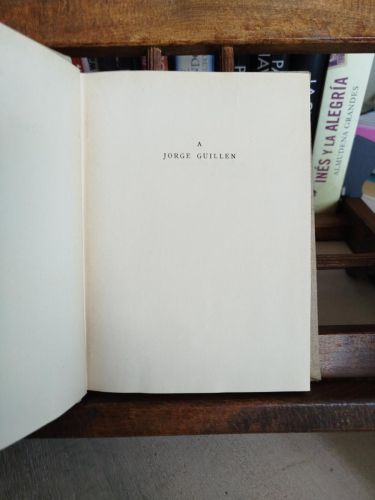 A
JORGE GUILLEN
INÉS Y LA ALEGRÍA
ALMUDENA GRANDES